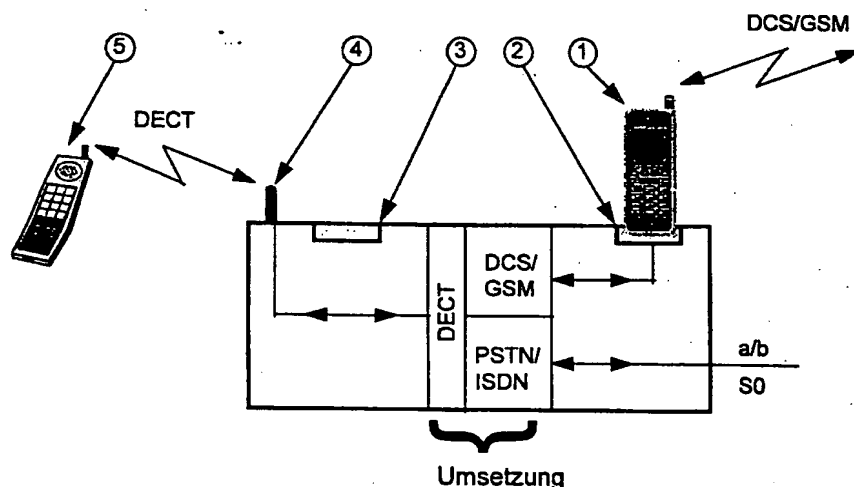 DCS/GSM
5
4
3
2
1
DECT
DECT
DCS/
GSM
PSTN/
ISDN
a/b
S0
Umsetzung